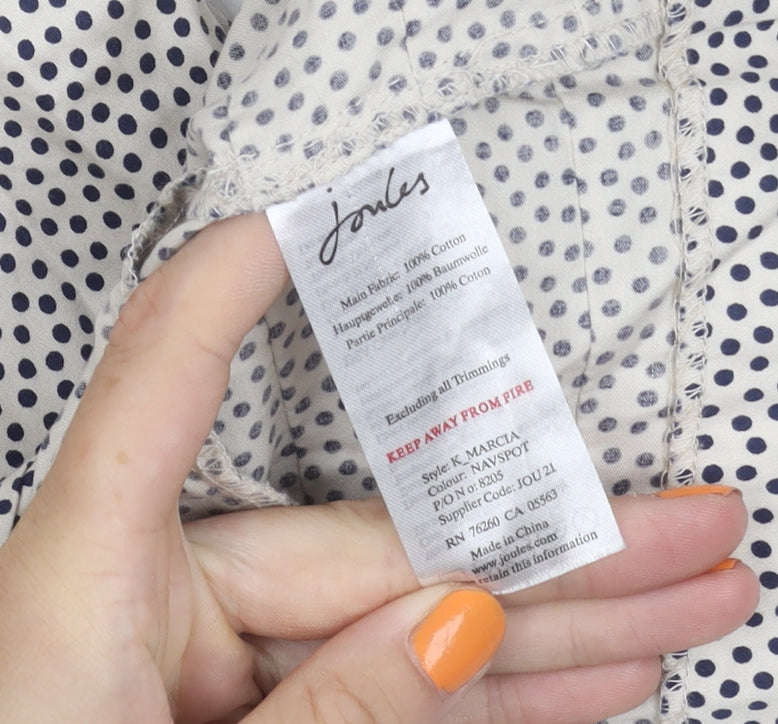 Joules
Main Fabric: 100% Cotton
Hauptgewebe: 100% Baumwolle
Partie Principale: 100% Coton
Excluding all Trimmings
KEEP AWAY FROM FIRE
Style: K_MARCIA
Colour: NAVSPOT
P/O No: 8205
Supplier Code: JOU 21
RN 76260 CA 05563
Made in China
www.joules.com
retain this information